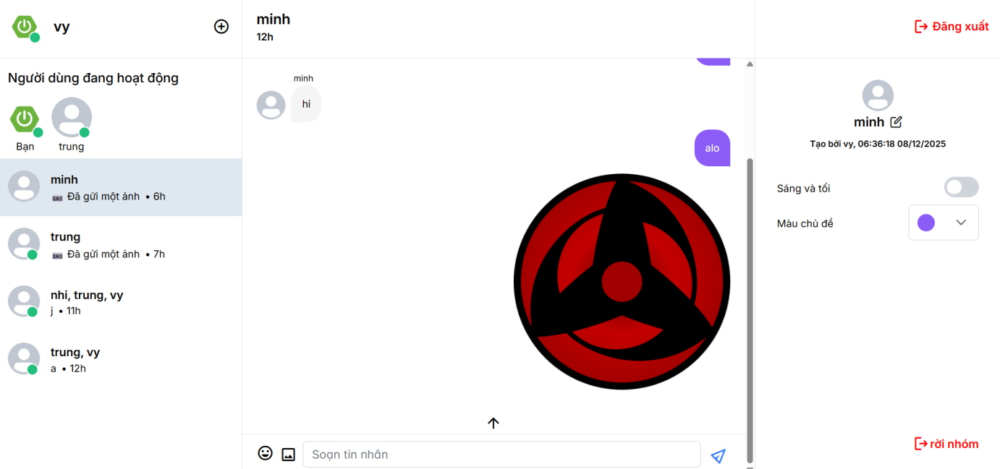 vy
Người dùng đang hoạt động
Bạn
trung
minh
Đã gửi một ảnh • 6h
trung
Đã gửi một ảnh • 7h
nhi, trung, vy
j • 11h
trung, vy
a • 12h
minh
12h
minh
hi
alo
Soạn tin nhắn
Đăng xuất
minh
Tạo bởi vy, 06:36:18 08/12/2025
Sáng và tối
Màu chủ đề
rời nhóm